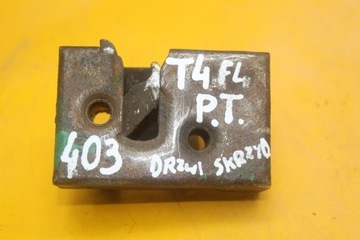 T4 FL
P.T.
403
DRZWI SKRZYD